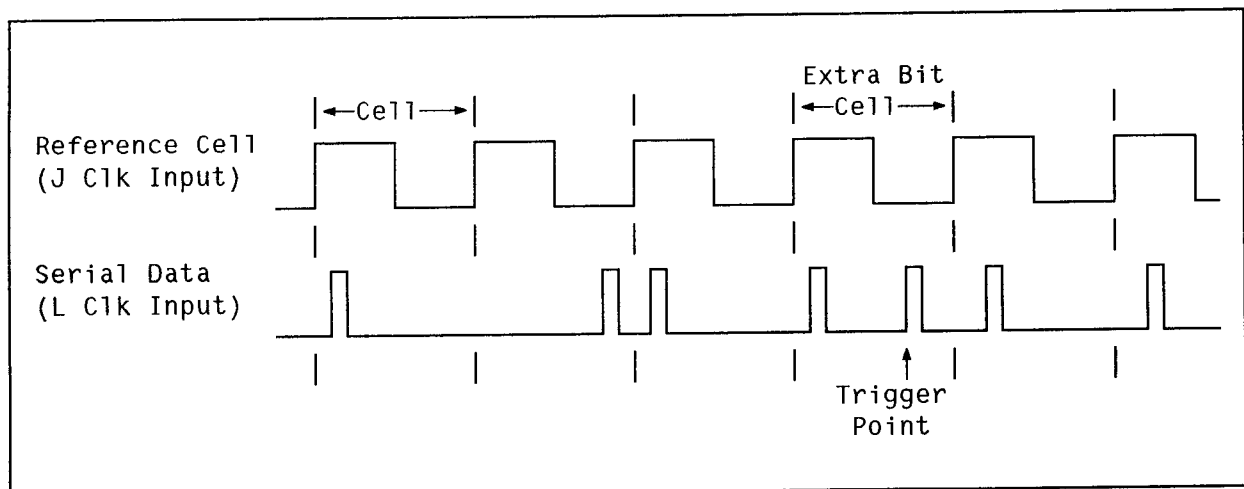 Extra Bit
Cell
Cell
Reference Cell
(J Clk Input)
Serial Data
(L Clk Input)
Trigger
Point